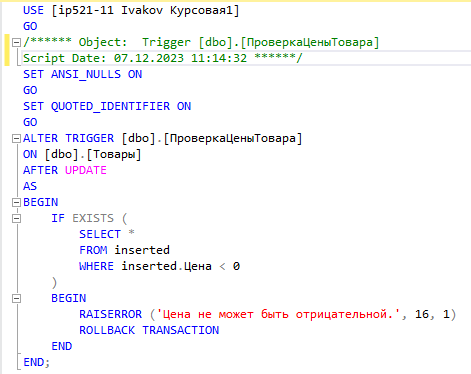 USE [ip521-11 Ivakov Курсовая1]
GO
/****** Object:  Trigger [dbo].[ПроверкаЦеныТовара]
Script Date: 07.12.2023 11:14:32 ******/
SET ANSI_NULLS ON
GO
SET QUOTED_IDENTIFIER ON
GO
ALTER TRIGGER [dbo].[ПроверкаЦеныТовара]
ON [dbo].[Товары]
AFTER UPDATE
AS
BEGIN
    IF EXISTS (
        SELECT *
        FROM inserted
        WHERE inserted.Цена < 0
    )
    BEGIN
        RAISERROR ('Цена не может быть отрицательной.', 16, 1)
        ROLLBACK TRANSACTION
    END
END;